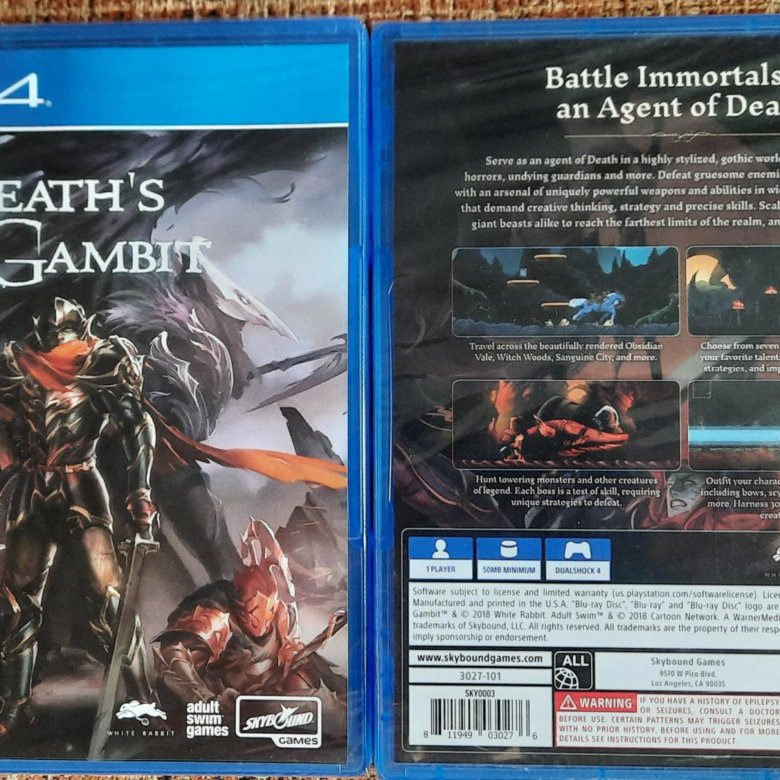 4
EATH'S
GAMBIT
WHITE RABBIT
adult
swim
games
SKYBOUND
GAMES
Battle Immortals
an Agent of Dea
Serve as an agent of Death in a highly stylized, gothic worl
horrors, undying guardians and more. Defeat gruesome enemi
with an arsenal of uniquely powerful weapons and abilities in wi
that demand creative thinking, strategy and precise skills. Scal
giant beasts alike to reach the farthest limits of the realm, an
Travel across the beautifully rendered Obsidian
Vale, Witch Woods, Sanguine City, and more.
Choose from seven
your favorite talent
strategies, and imp
Hunt towering monsters and other creatures
of legend. Each boss is a test of skill, requiring
unique strategies to defeat.
Outfit your chara
including bows, sc
more. Harness yo
creat
WHI
1 PLAYER
50MB MINIMUM
DUALSHOCK 4
Software subject to license and limited warranty (us.playstation.com/softwarelicense). Lice
Manufactured and printed in the U.S.A. "Blu-ray Disc", "Blu-ray" and "Blu-ray Disc" logo are
Gambit™ & © 2018 White Rabbit. Adult Swim™ & © 2018 Cartoon Network. A WarnerMedi
trademarks of Skybound, LLC. All rights reserved. All trademarks are the property of their resp
imply sponsorship or endorsement.
www.skyboundgames.com
3027-101
ALL
Skybound Games
9570 W Pico Blvd,
Los Angeles, CA 90035
SKY0003
8 11949 03027 6
WARNING
IF YOU HAVE A HISTORY OF EPILEPSY
OR SEIZURES, CONSULT A DOCTOR
BEFORE USE. CERTAIN PATTERNS MAY TRIGGER SEIZURES
WITH NO PRIOR HISTORY. BEFORE USING AND FOR MORE
DETAILS SEE INSTRUCTIONS FOR THIS PRODUCT.